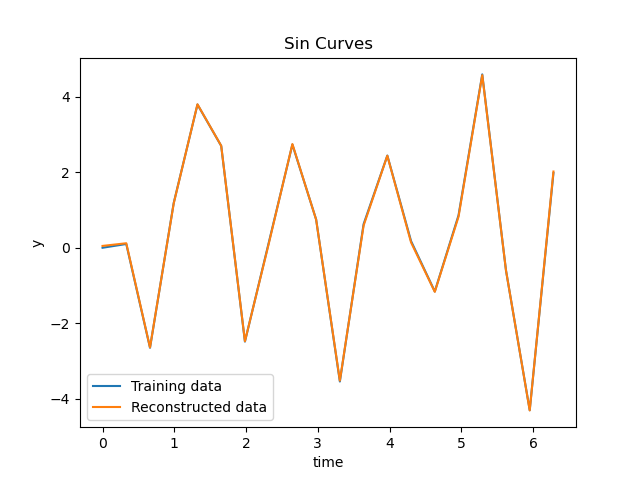 Sin Curves
y
4
2
0
−2
−4
Training data
Reconstructed data
0 1 2 3 4 5 6
time